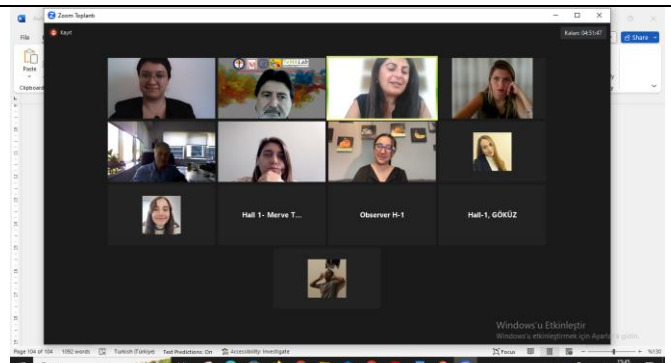 Zoom Toplantı
File
Share
Kayıt
Kalan: 04:51:47
Paste
Clipboard
Hall 1- Merve T...
Observer H-1
Hall-1, GÖKÜZ
Windows'u Etkinleştir
Windows'u etkinleştirmek için Ayarlar'a gidin.
Page 104 of 104 1092 words Turkish (Türkiye) Text Predictions: On Accessibility: Investigate Focus %130